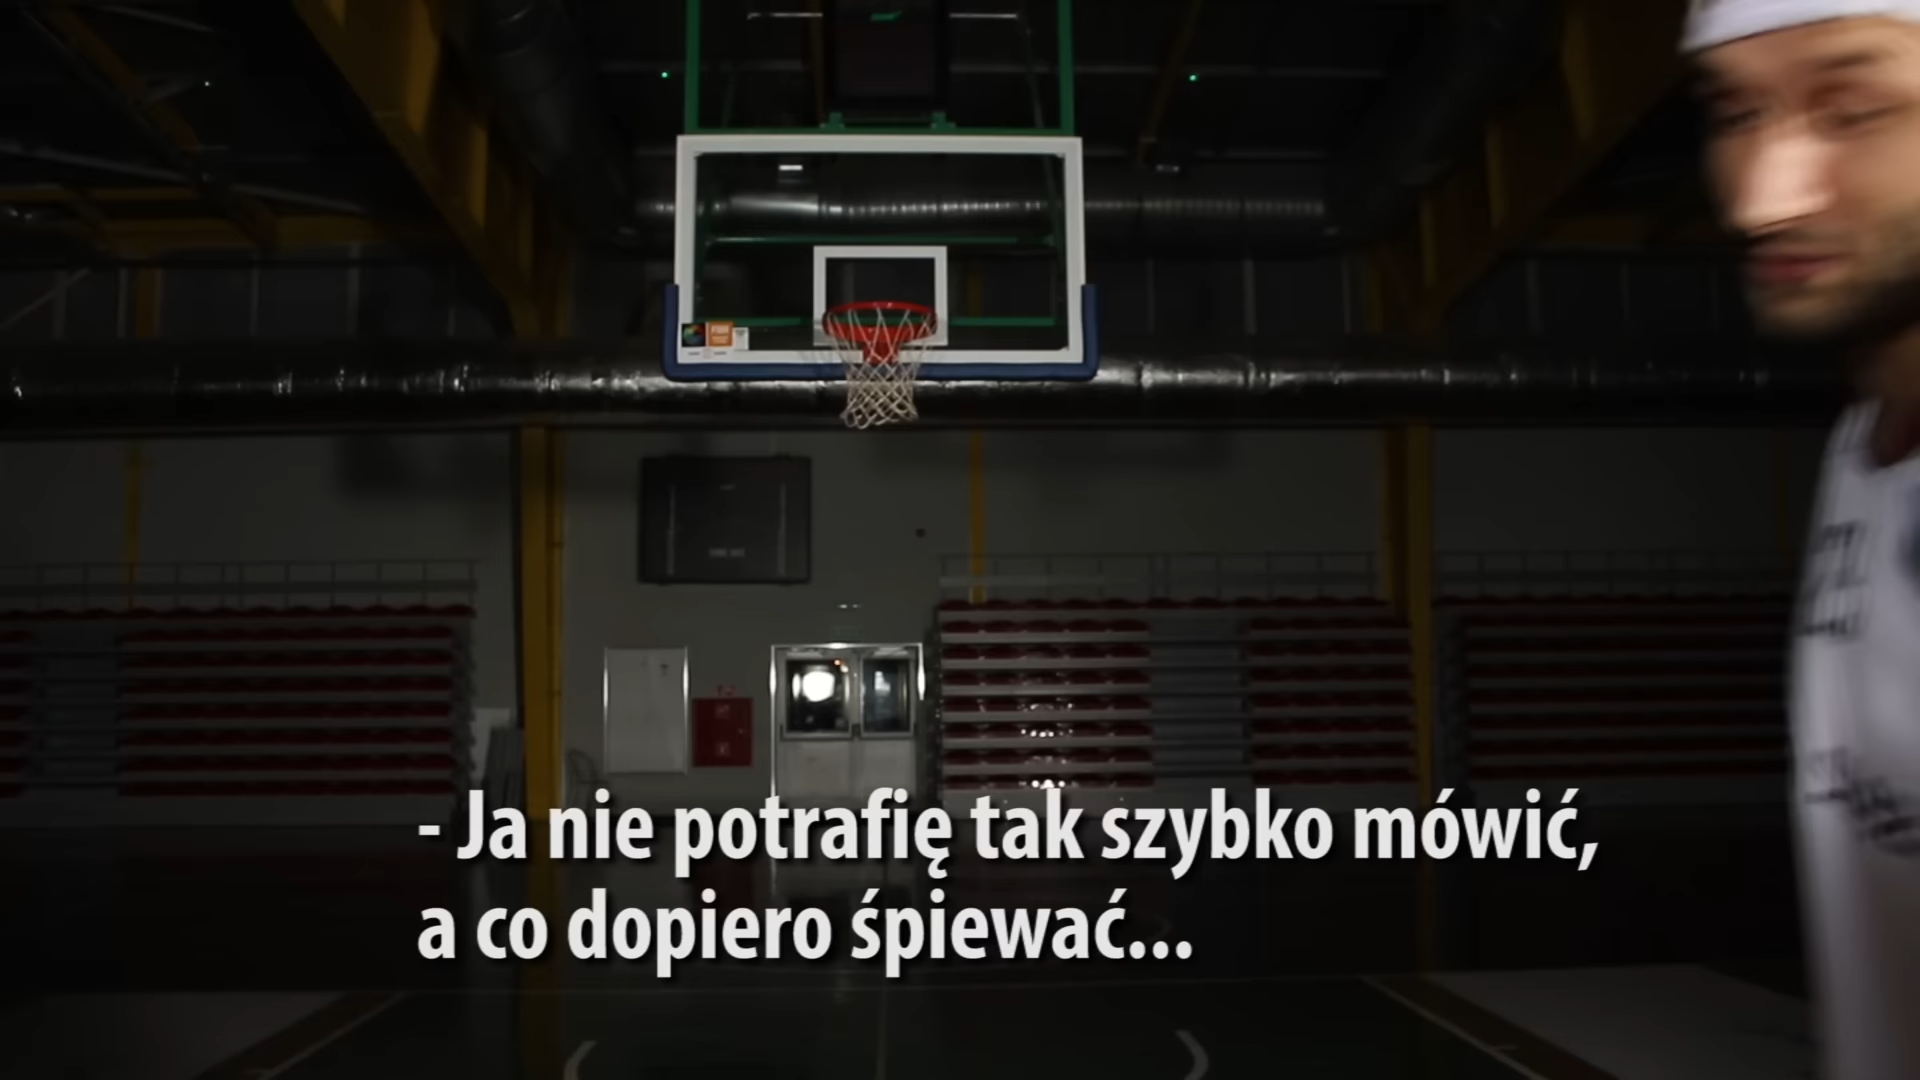 - Ja nie potrafię tak szybko mówić,
a co dopiero śpiewać...